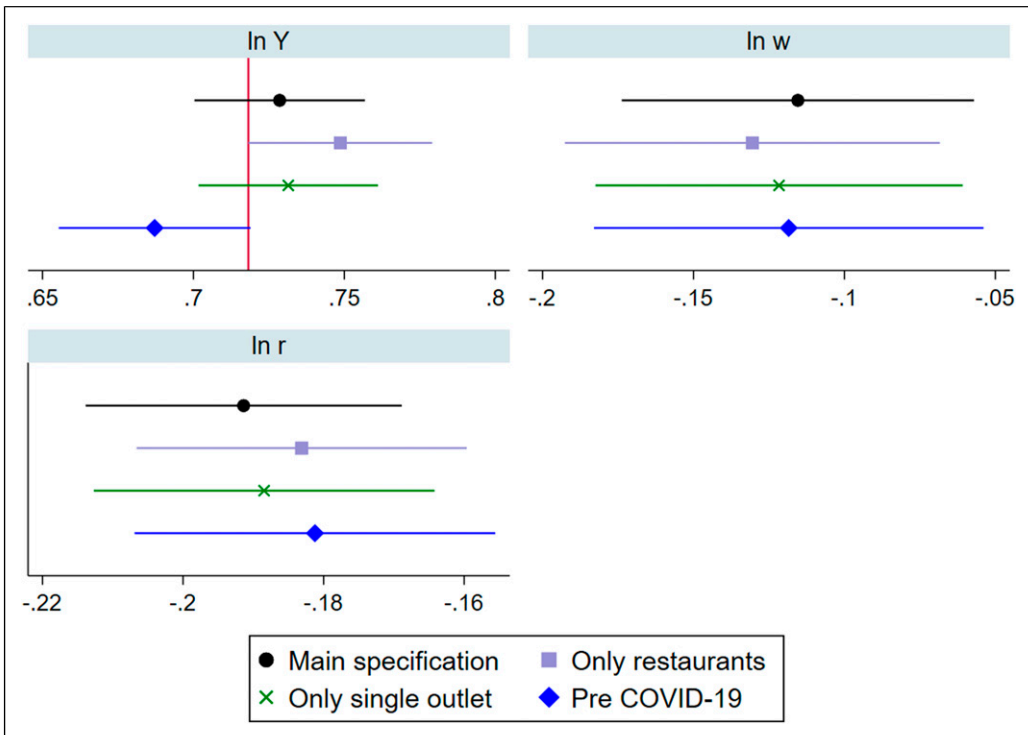 ln Y ln w
.65 .7 .75 .8 -.2 -.15 -.1 -.05
ln r
-.22 -.2 -.18 -.16
Main specification Only restaurants
Only single outlet Pre COVID-19